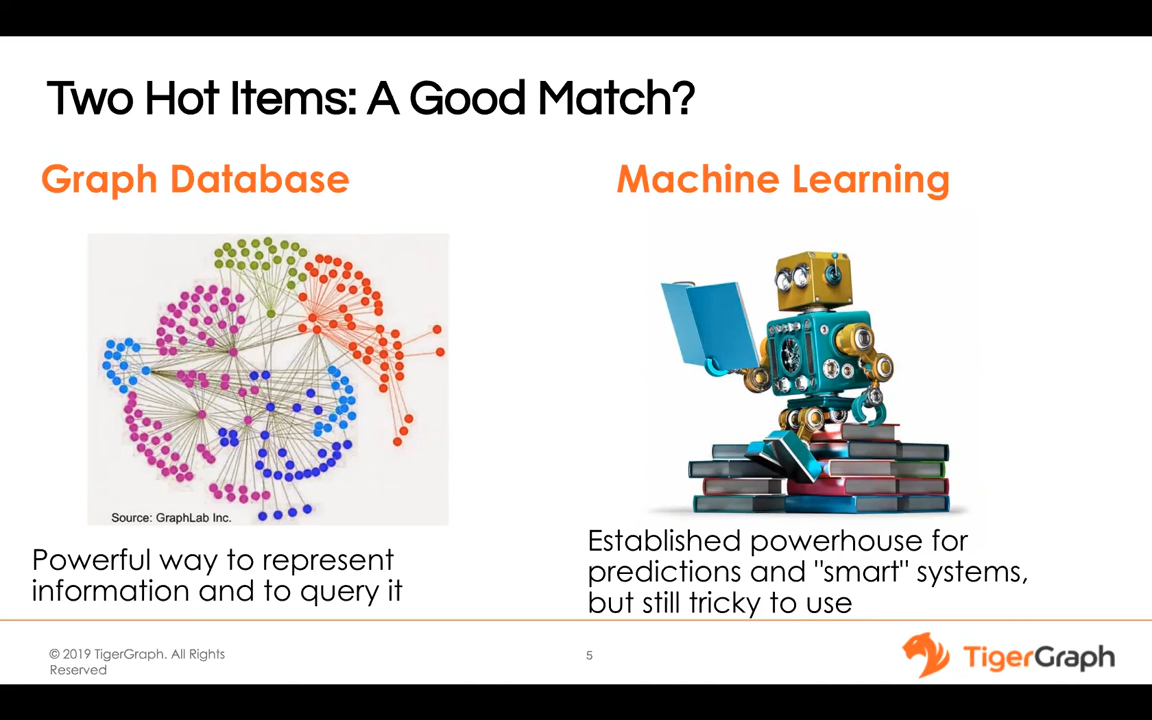 Two Hot Items: A Good Match?
Graph Database
Machine Learning
Source: GraphLab Inc.
Powerful way to represent
information and to query it
Established powerhouse for
predictions and "smart" systems,
but still tricky to use
© 2019 TigerGraph. All Rights
Reserved
5
TigerGraph